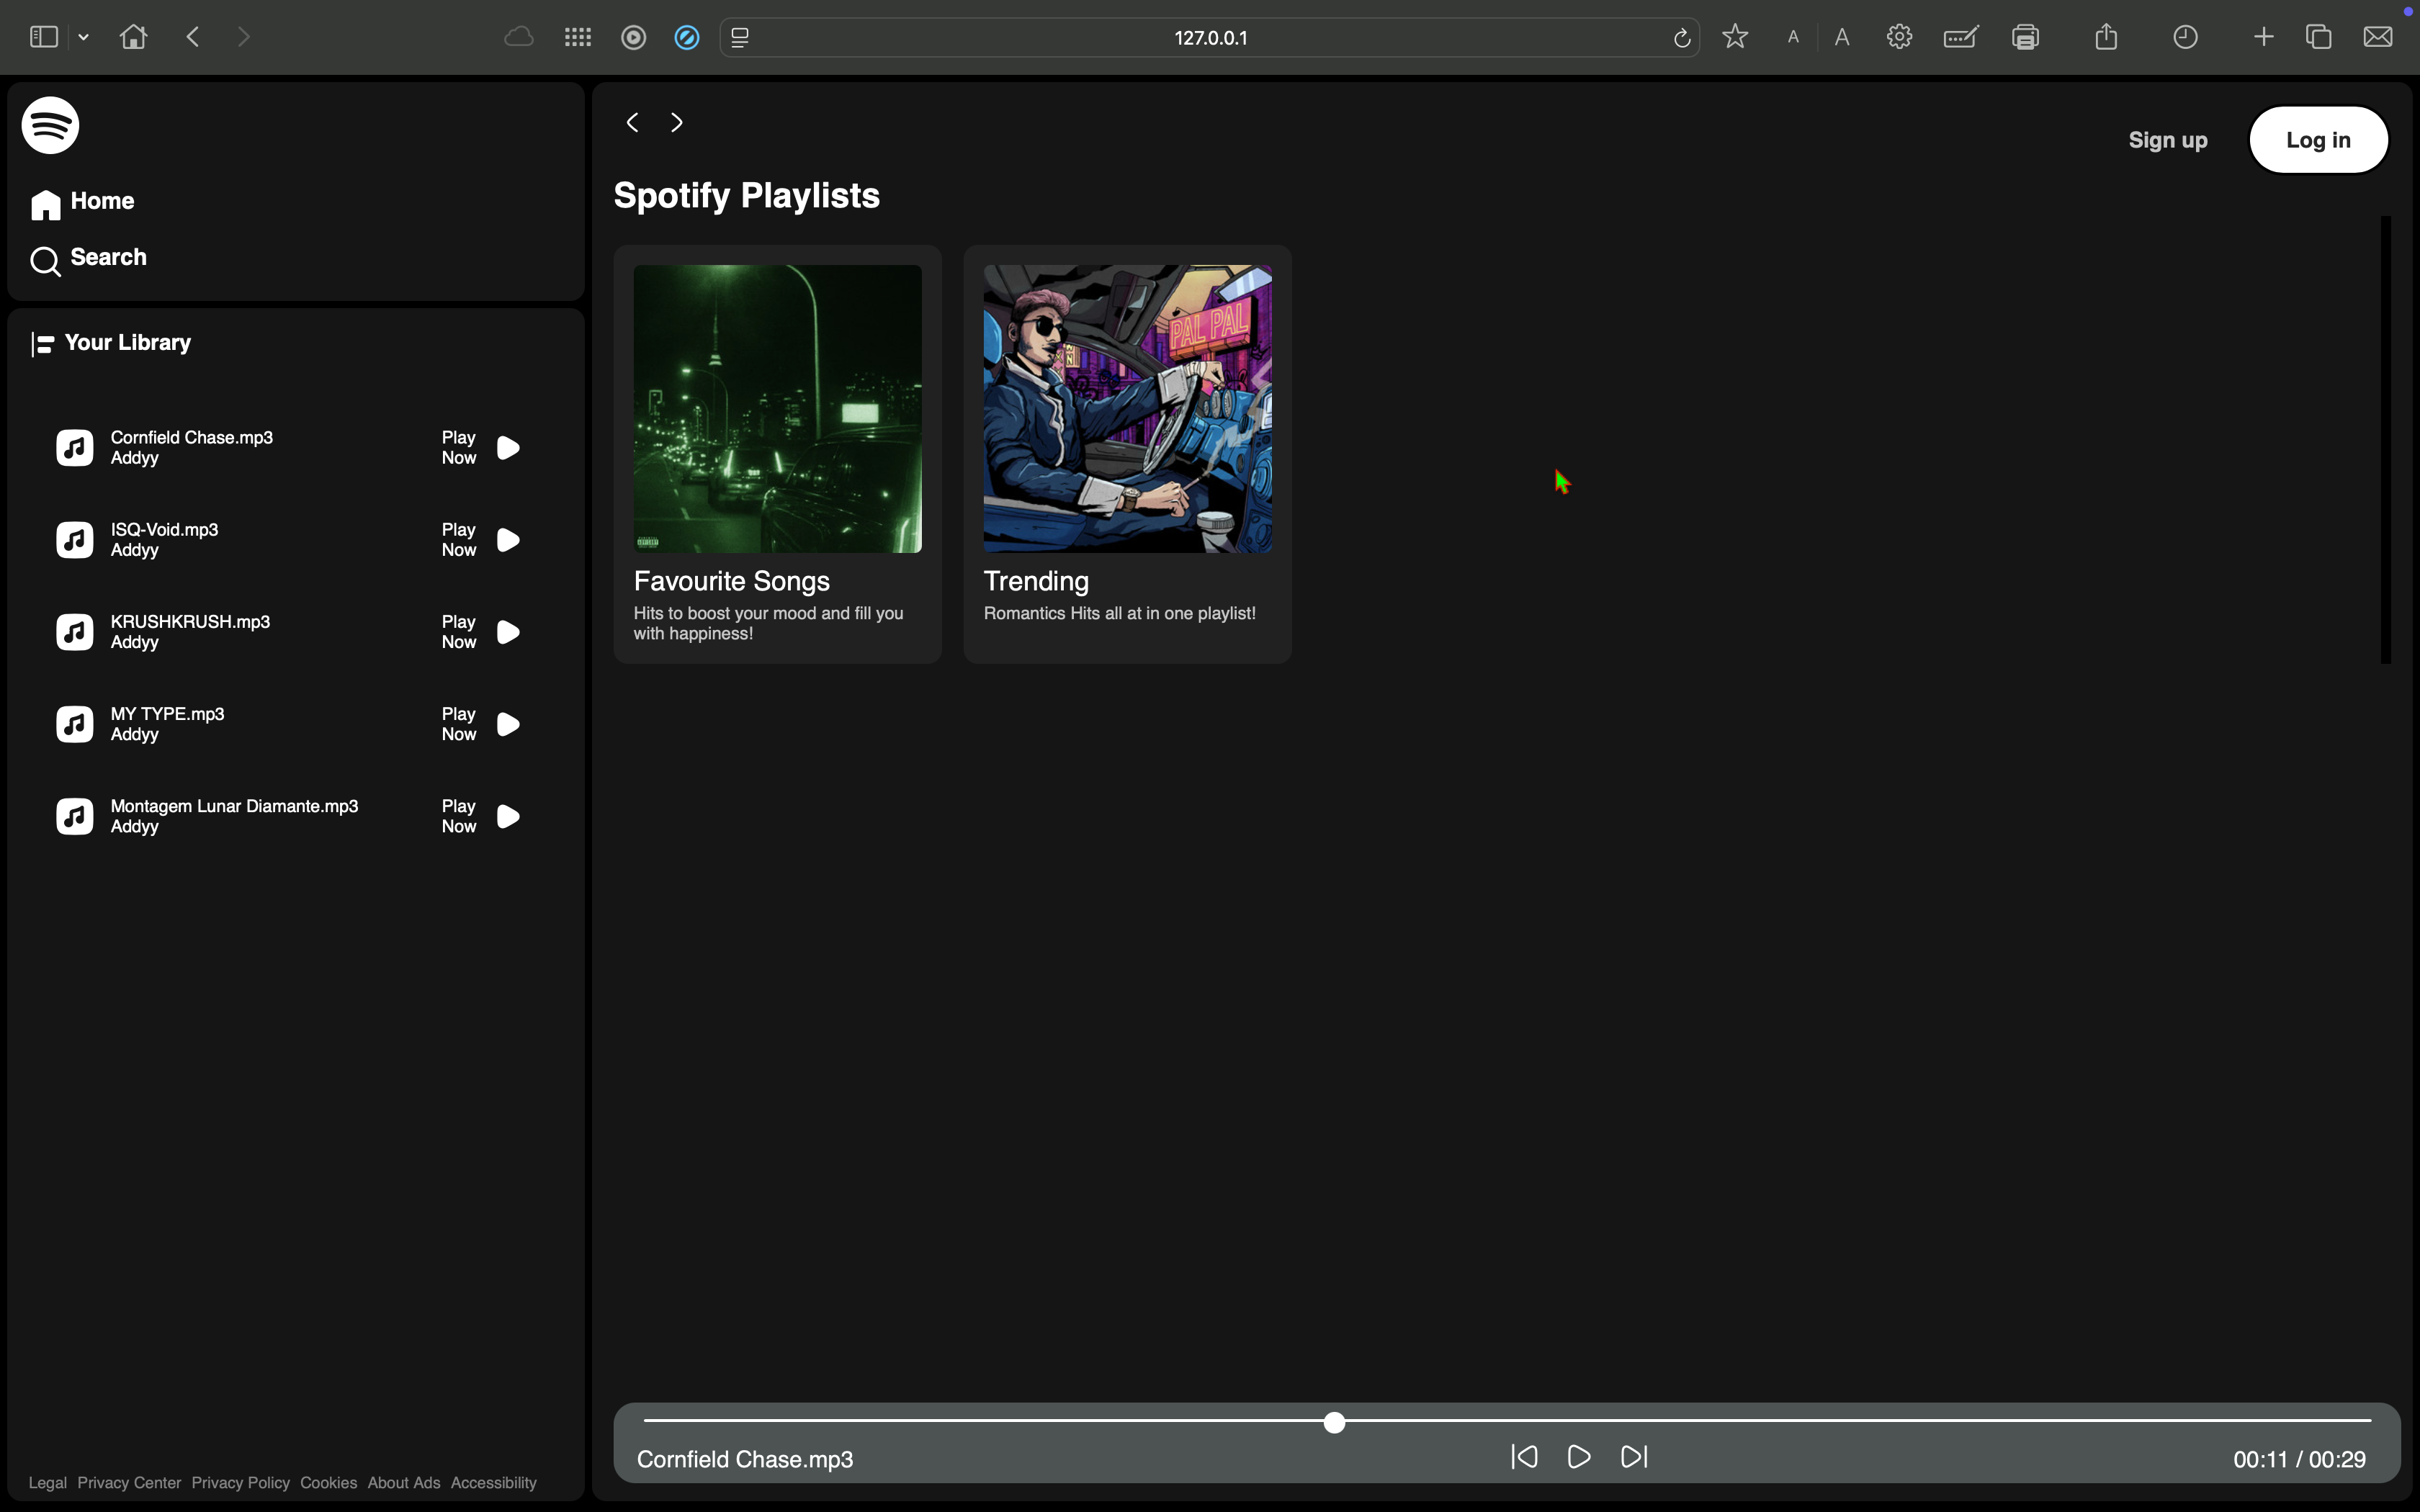 127.0.0.1
A A
Home
Search
Your Library
Cornfield Chase.mp3
Addyy
Play
Now
ISQ-Void.mp3
Addyy
Play
Now
KRUSHKRUSH.mp3
Addyy
Play
Now
MY TYPE.mp3
Addyy
Play
Now
Montagem Lunar Diamante.mp3
Addyy
Play
Now
Legal Privacy Center Privacy Policy Cookies About Ads Accessibility
Sign up
Log in
Spotify Playlists
PAL PAL
Favourite Songs
Hits to boost your mood and fill you
with happiness!
Trending
Romantics Hits all at in one playlist!
Cornfield Chase.mp3
00:11 / 00:29